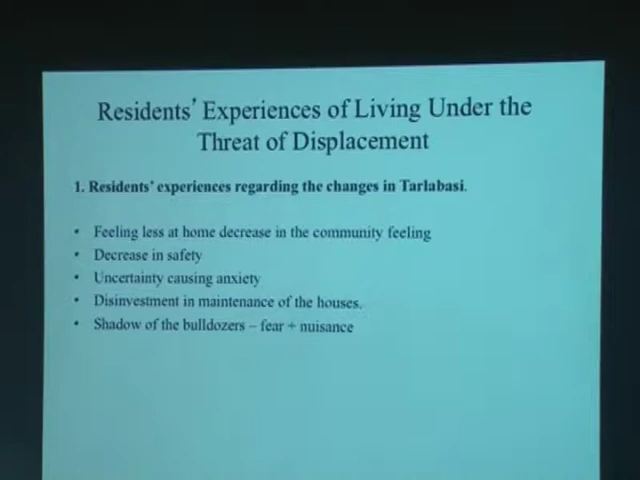 Residents' Experiences of Living Under the
Threat of Displacement
1. Residents' experiences regarding the changes in Tarlabasi.
• Feeling less at home decrease in the community feeling
• Decrease in safety
• Uncertainty causing anxiety
• Disinvestment in maintenance of the houses.
• Shadow of the bulldozers – fear + nuisance